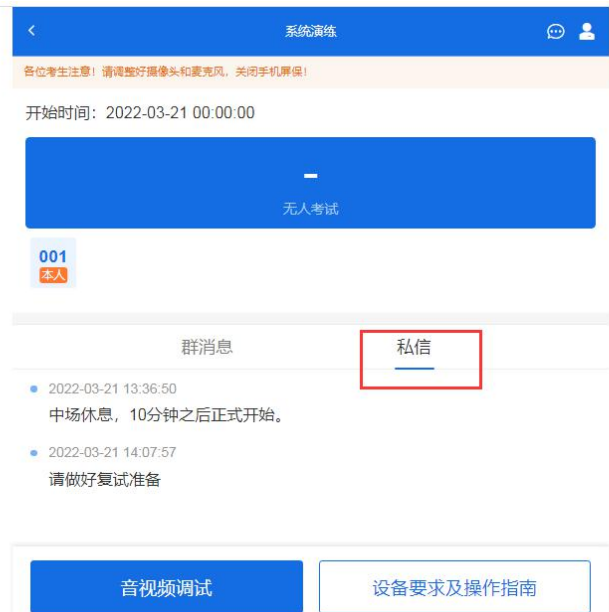 系统演练
各位考生注意！请调整好摄像头和麦克风，关闭手机屏保！
开始时间：2022-03-21 00:00:00
-
无人考试
001
本人
群消息 私信
2022-03-21 13:36:50
中场休息，10分钟之后正式开始。
2022-03-21 14:07:57
请做好复试准备
音视频调试 设备要求及操作指南